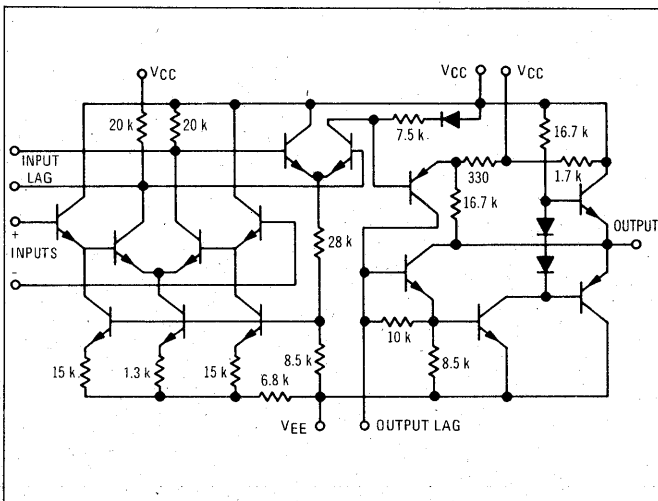 VCC
VCC
VCC
20 k
20 k
7.5 k
16.7 k
INPUT
LAG
330
1.7 k
16.7 k
+
INPUTS
-
OUTPUT
28 k
10 k
15 k
1.3 k
15 k
8.5 k
8.5 k
6.8 k
VEE
OUTPUT LAG